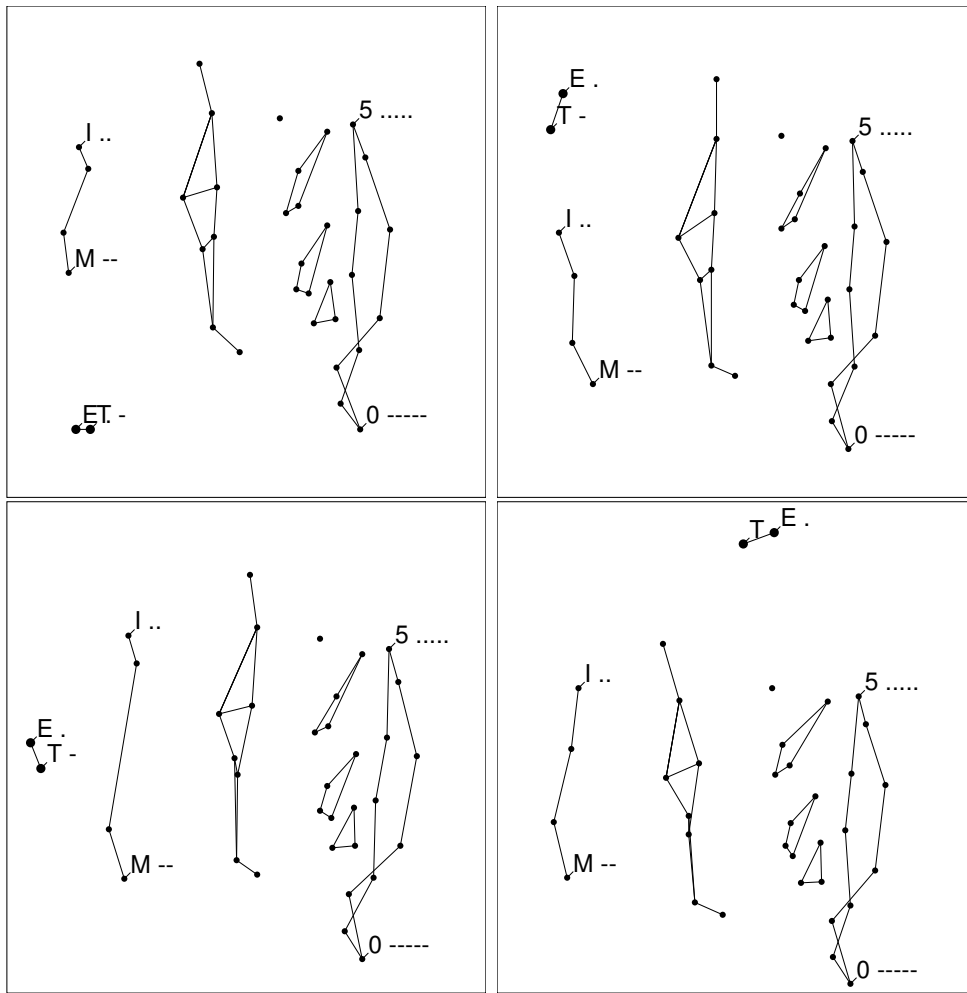 5 .....
I ..
M --
ET. -
0 -----
E .
T -
5 .....
I ..
M --
0 -----
I ..
5 .....
E .
T -
M --
0 -----
T E .
I ..
5 .....
M --
0 -----